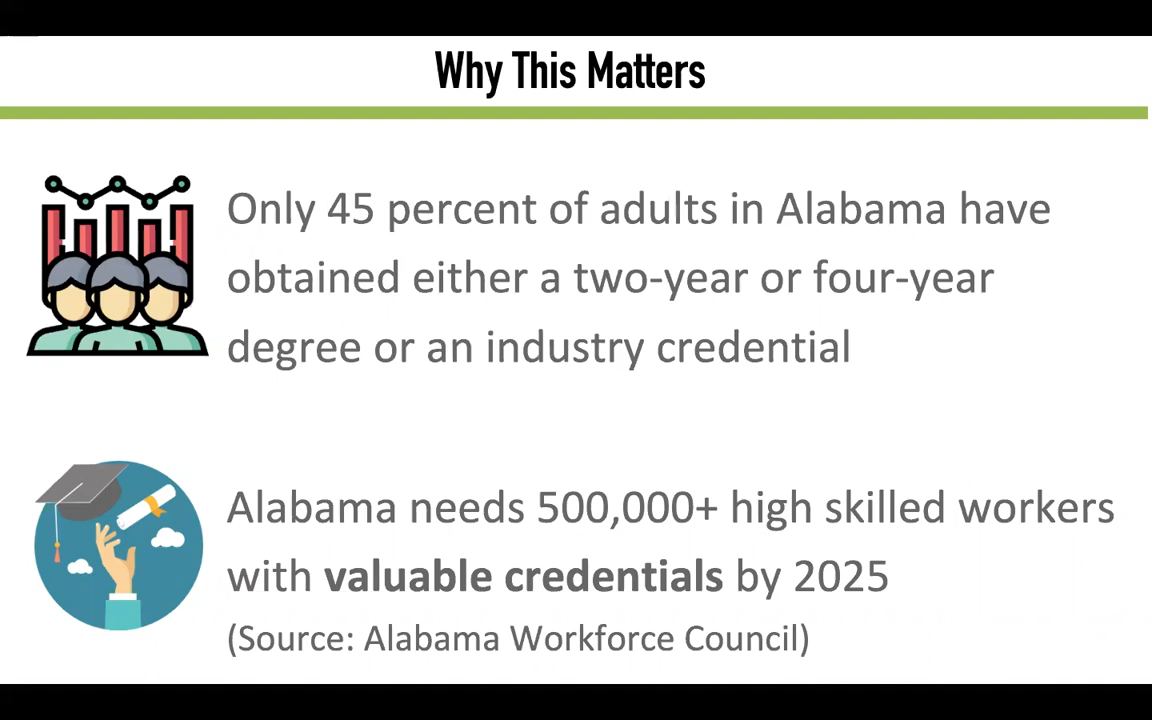 Why This Matters
Only 45 percent of adults in Alabama have
obtained either a two-year or four-year
degree or an industry credential
Alabama needs 500,000+ high skilled workers
with valuable credentials by 2025
(Source: Alabama Workforce Council)